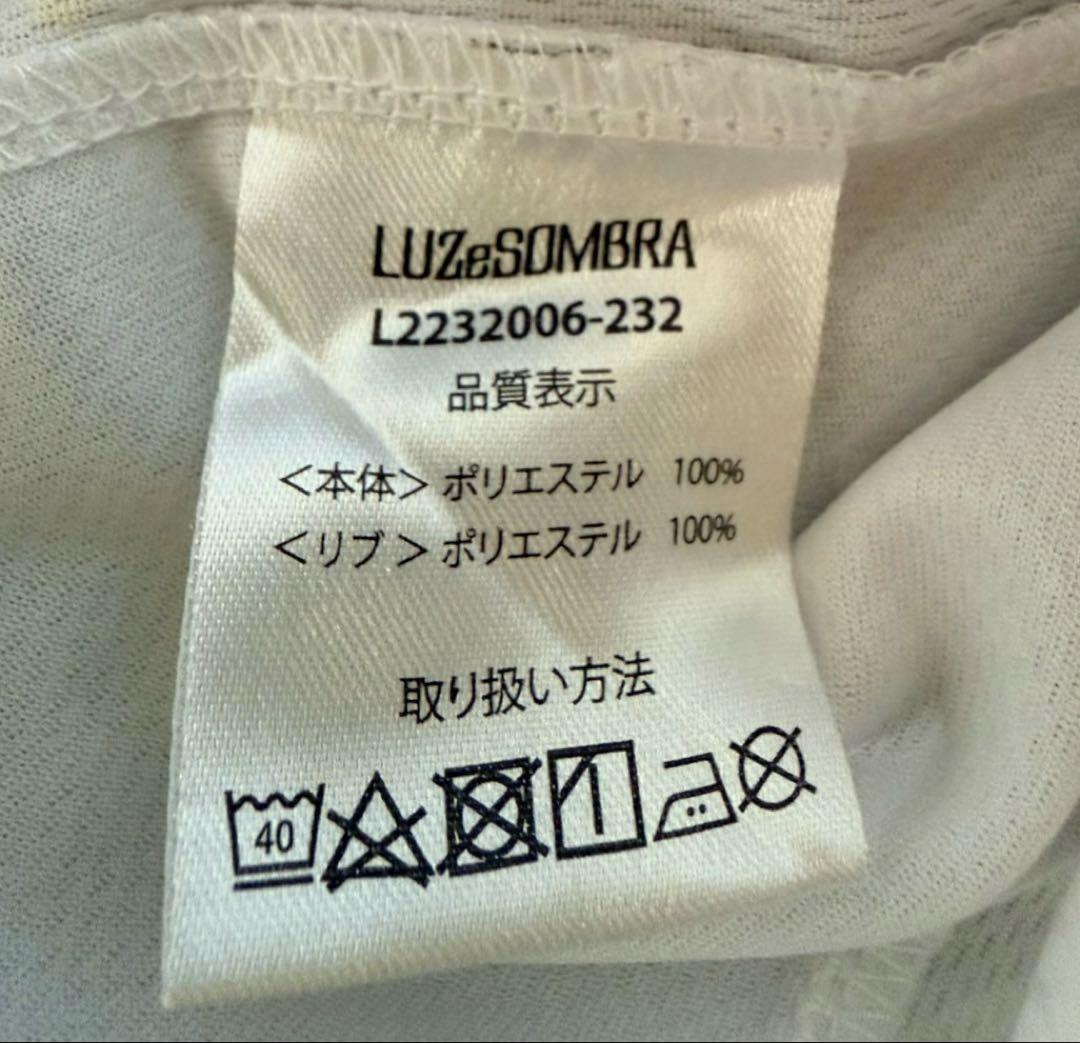 LUZeSOMBRA
L2232006-232
品質表示
＜本体＞ ポリエステル 100%
＜リブ＞ ポリエステル 100%
取り扱い方法
40